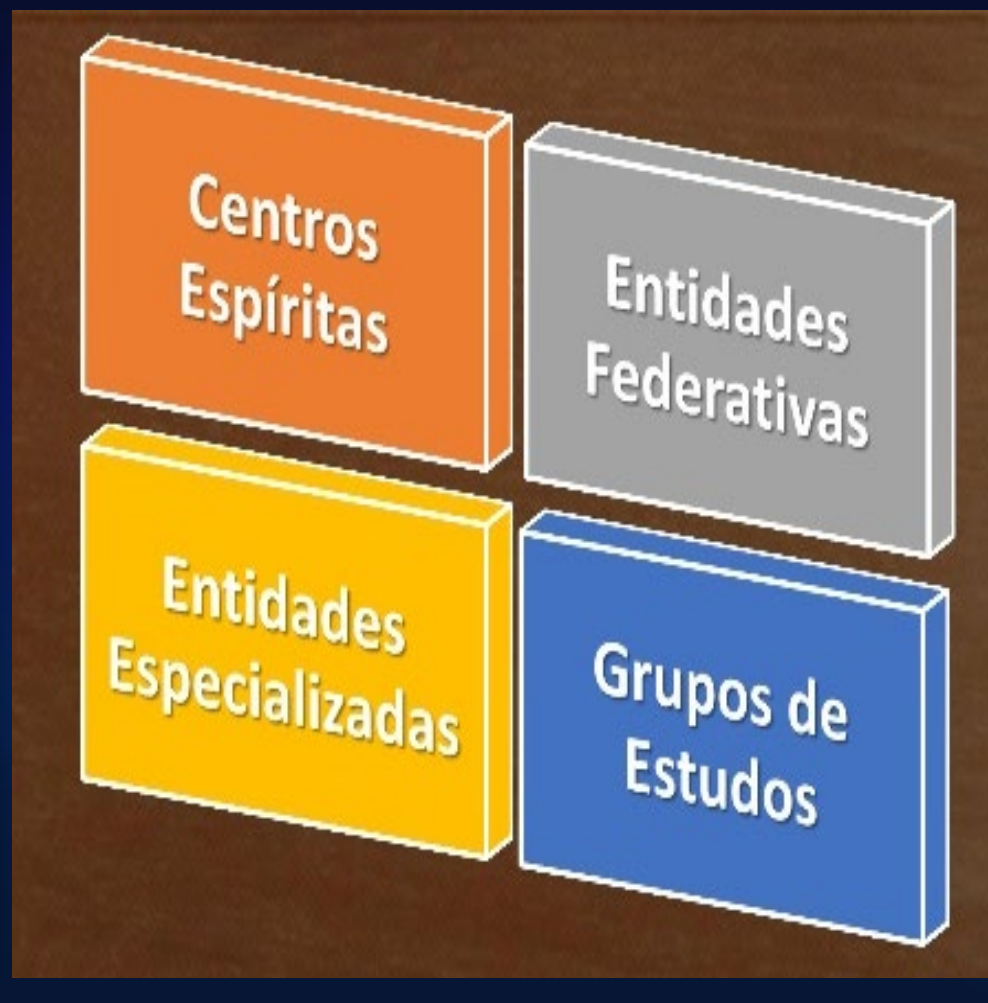 Centros
Espíritas
Entidades
Federativas
Entidades
Especializadas
Grupos de
Estudos